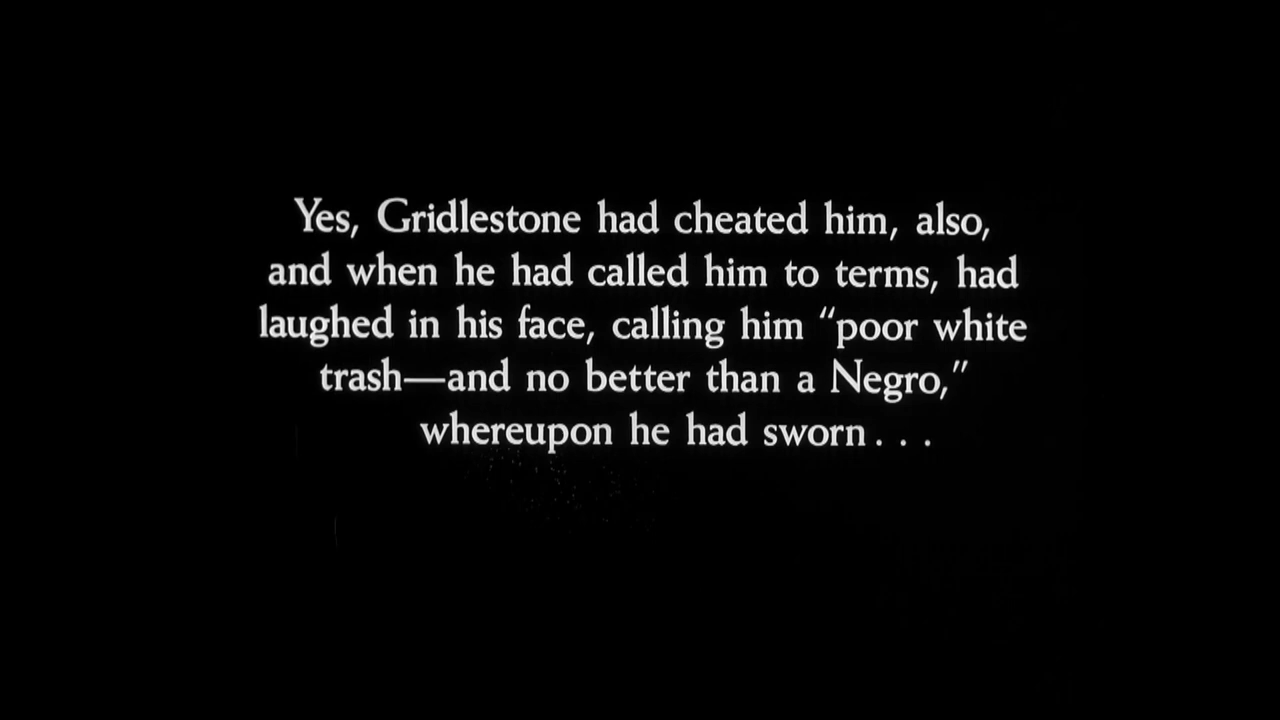 Yes, Gridlestone had cheated him, also,
and when he had called him to terms, had
laughed in his face, calling him “poor white
trash—and no better than a Negro,”
whereupon he had sworn . . .